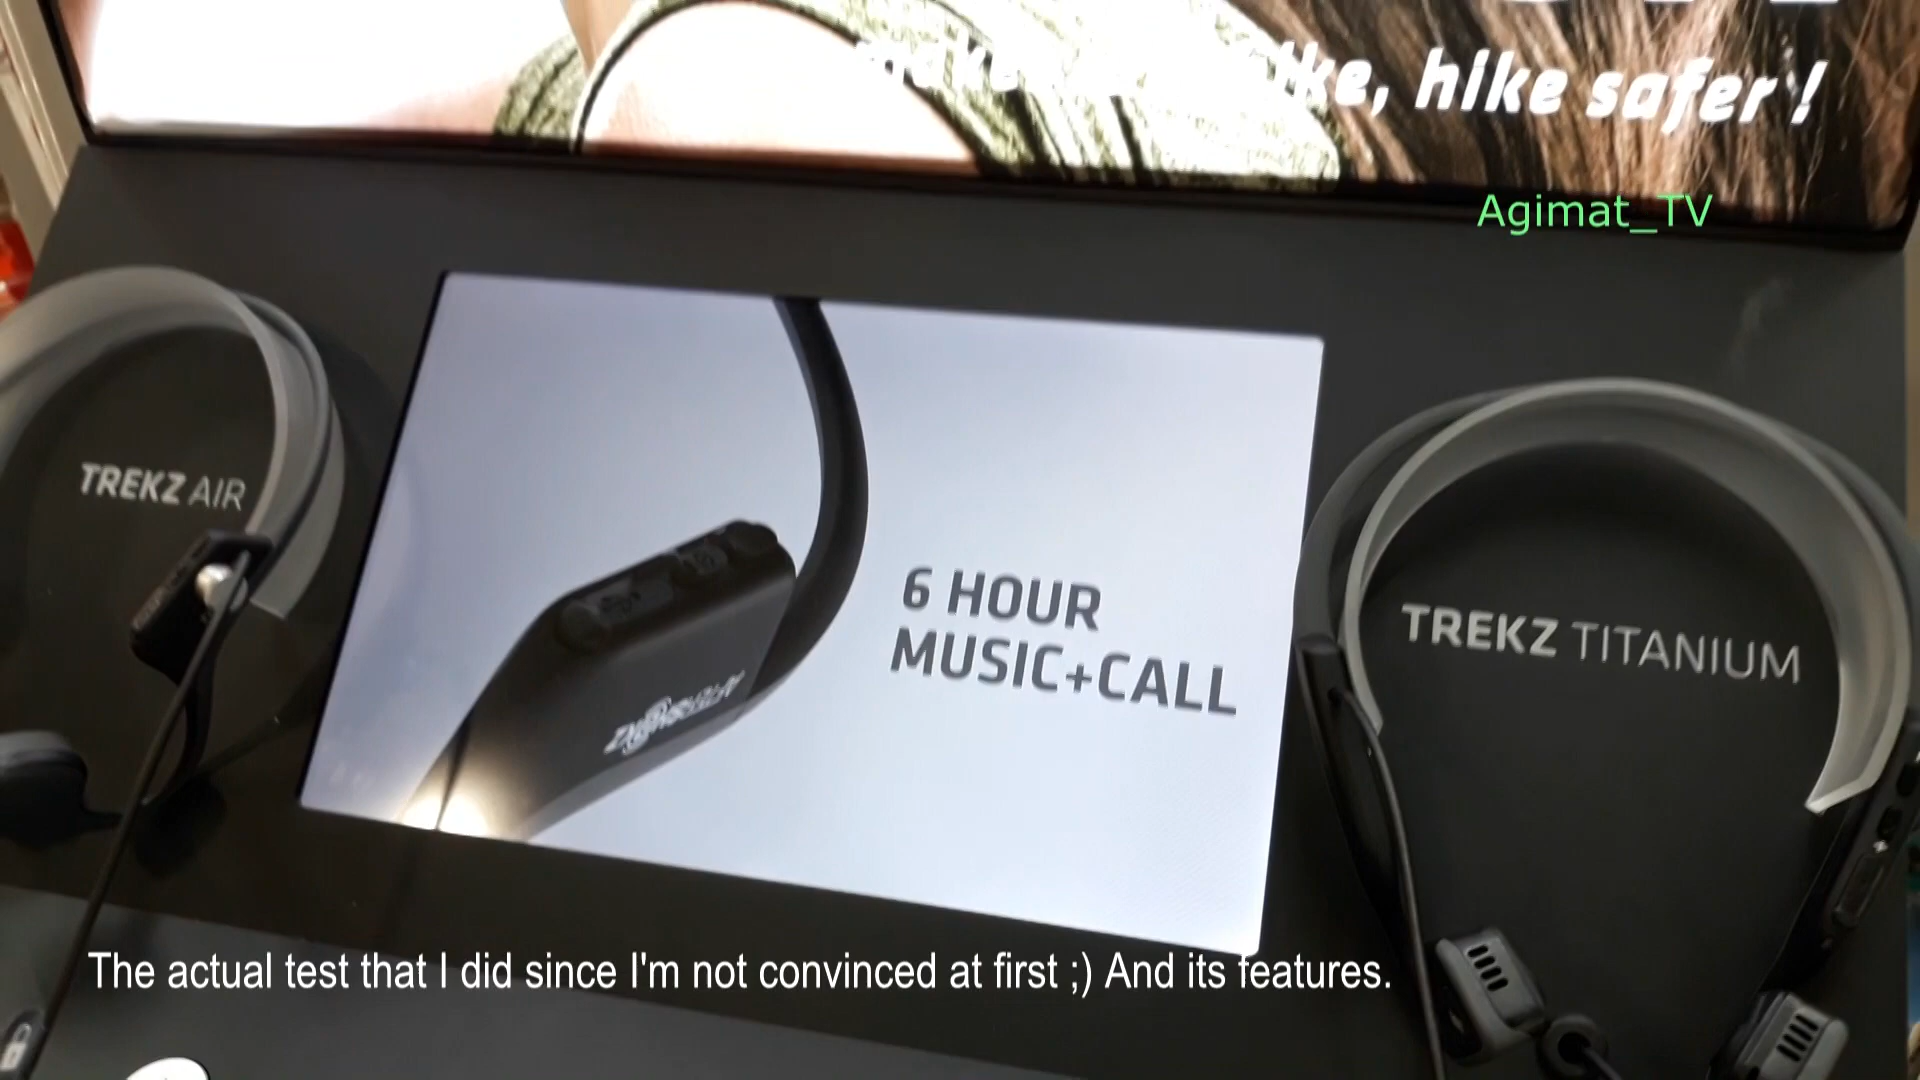 ike, hike safer !
Agimat_TV
TREKZ AIR
6 HOUR
MUSIC+CALL
TREKZ TITANIUM
The actual test that I did since I'm not convinced at first ;) And its features.